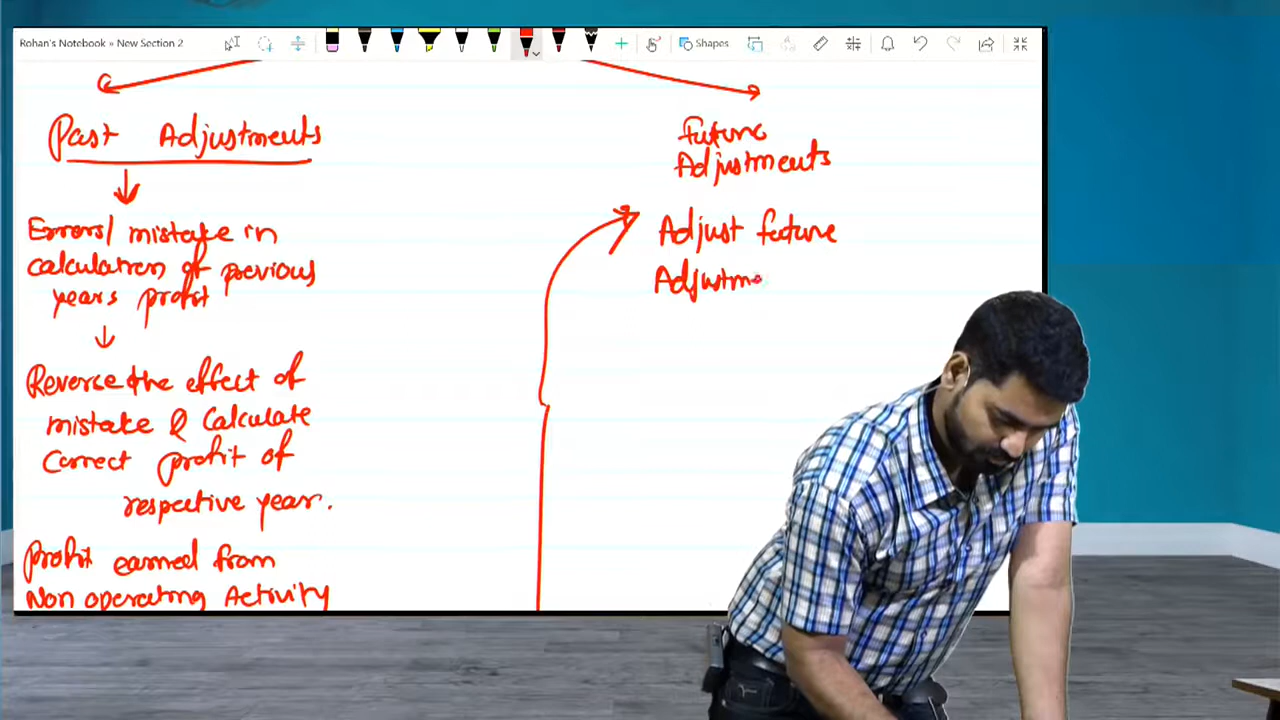 Rohan's Notebook » New Section 2
Shapes
Past Adjustments
Errors/ mistake in
calculation of previous
years profit
Reverse the effect of
mistake & Calculate
Correct profit of
respective year.
Profit earned from
Non operating Activity
Future
Adjustments
Adjust future
Adjustme